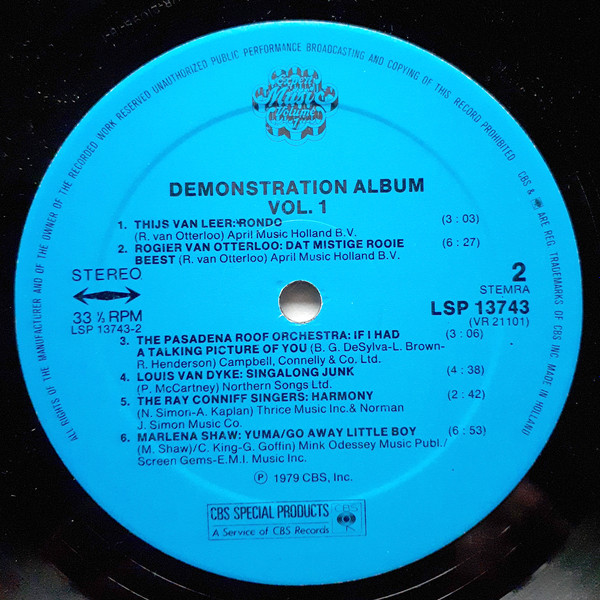 ALL RIGHTS OF THE MANUFACTURER AND OF THE OWNER OF THE RECORDED WORK RESERVED UNAUTHORIZED PUBLIC PERFORMANCE BROADCASTING AND COPYING OF THIS RECORD PROHIBITED
CBS & ARE REG TRADEMARKS OF CBS INC MADE IN HOLLAND
Music
Volume
DEMONSTRATION ALBUM
VOL. 1
1. THIJS VAN LEER: RONDO (3 : 03)
(R. van Otterloo) April Music Holland B.V.
2. ROGIER VAN OTTERLOO: DAT MISTIGE ROOIE (6 : 27)
BEEST (R. van Otterloo) April Music Holland B.V.
STEREO
33 ⅓ RPM
LSP 13743-2
2
STEMRA
LSP 13743
(VR 21101)
3. THE PASADENA ROOF ORCHESTRA: IF I HAD (3 : 06)
A TALKING PICTURE OF YOU (B. G. DeSylva-L. Brown-
R. Henderson) Campbell, Connelly & Co. Ltd.
4. LOUIS VAN DYKE: SINGALONG JUNK (4 : 38)
(P. McCartney) Northern Songs Ltd.
5. THE RAY CONNIFF SINGERS: HARMONY (2 : 42)
(N. Simon-A. Kaplan) Thrice Music Inc.& Norman
J. Simon Music Co.
6. MARLENA SHAW: YUMA/GO AWAY LITTLE BOY (6 : 53)
(M. Shaw)/C. King-G. Goffin) Mink Odessey Music Publ./
Screen Gems-E.M.I. Music Inc.
Ⓟ 1979 CBS, Inc.
CBS SPECIAL PRODUCTS
A Service of CBS Records
CBS